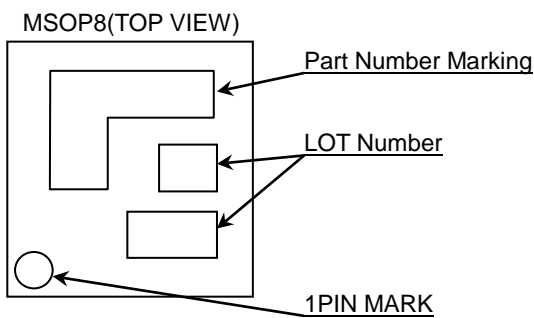 MSOP8(TOP VIEW)
Part Number Marking
LOT Number
1PIN MARK